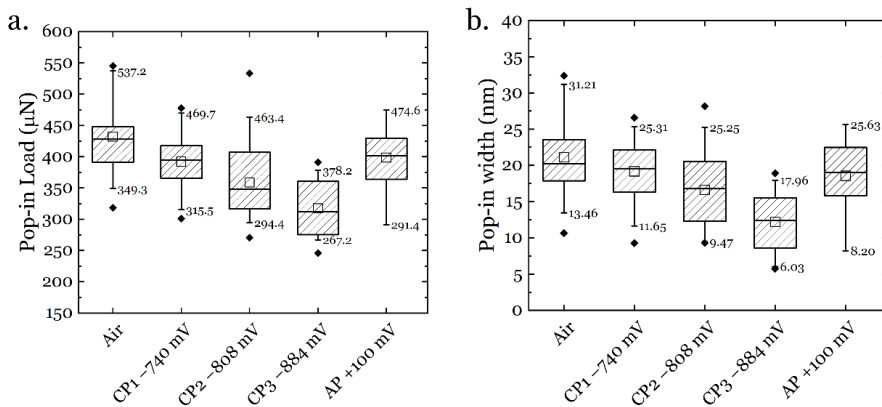 a.
Pop-in Load (µN)
600
550
500
450
400
350
300
250
200
150
537.2
349.3
469.7
315.5
463.4
294.4
378.2
267.2
474.6
291.4
Air
CP1 –740 mV
CP2 –808 mV
CP3 –884 mV
AP +100 mV
b.
Pop-in width (nm)
40
35
30
25
20
15
10
5
0
31.21
13.46
25.31
11.65
25.25
9.47
17.96
6.03
25.63
8.20
Air
CP1 –740 mV
CP2 –808 mV
CP3 –884 mV
AP +100 mV